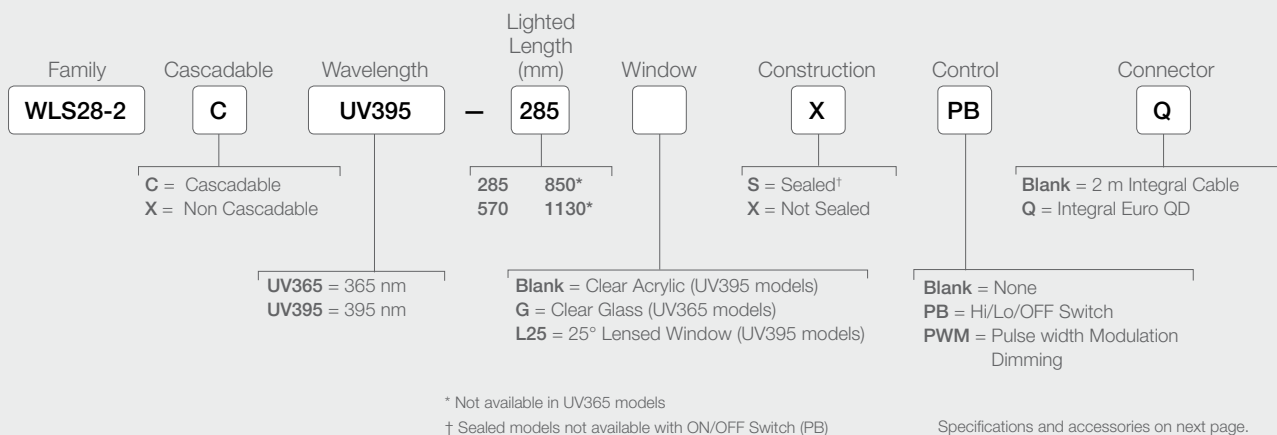 Family
Cascadable
Wavelength
Lighted
Length
(mm)
Window
Construction
Control
Connector
WLS28-2
C
UV395
–
285
X
PB
Q
C = Cascadable
X = Non Cascadable
285 850*
570 1130*
S = Sealed†
X = Not Sealed
Blank = 2 m Integral Cable
Q = Integral Euro QD
UV365 = 365 nm
UV395 = 395 nm
Blank = Clear Acrylic (UV395 models)
G = Clear Glass (UV365 models)
L25 = 25° Lensed Window (UV395 models)
Blank = None
PB = Hi/Lo/OFF Switch
PWM = Pulse width Modulation
Dimming
* Not available in UV365 models
† Sealed models not available with ON/OFF Switch (PB)
Specifications and accessories on next page.